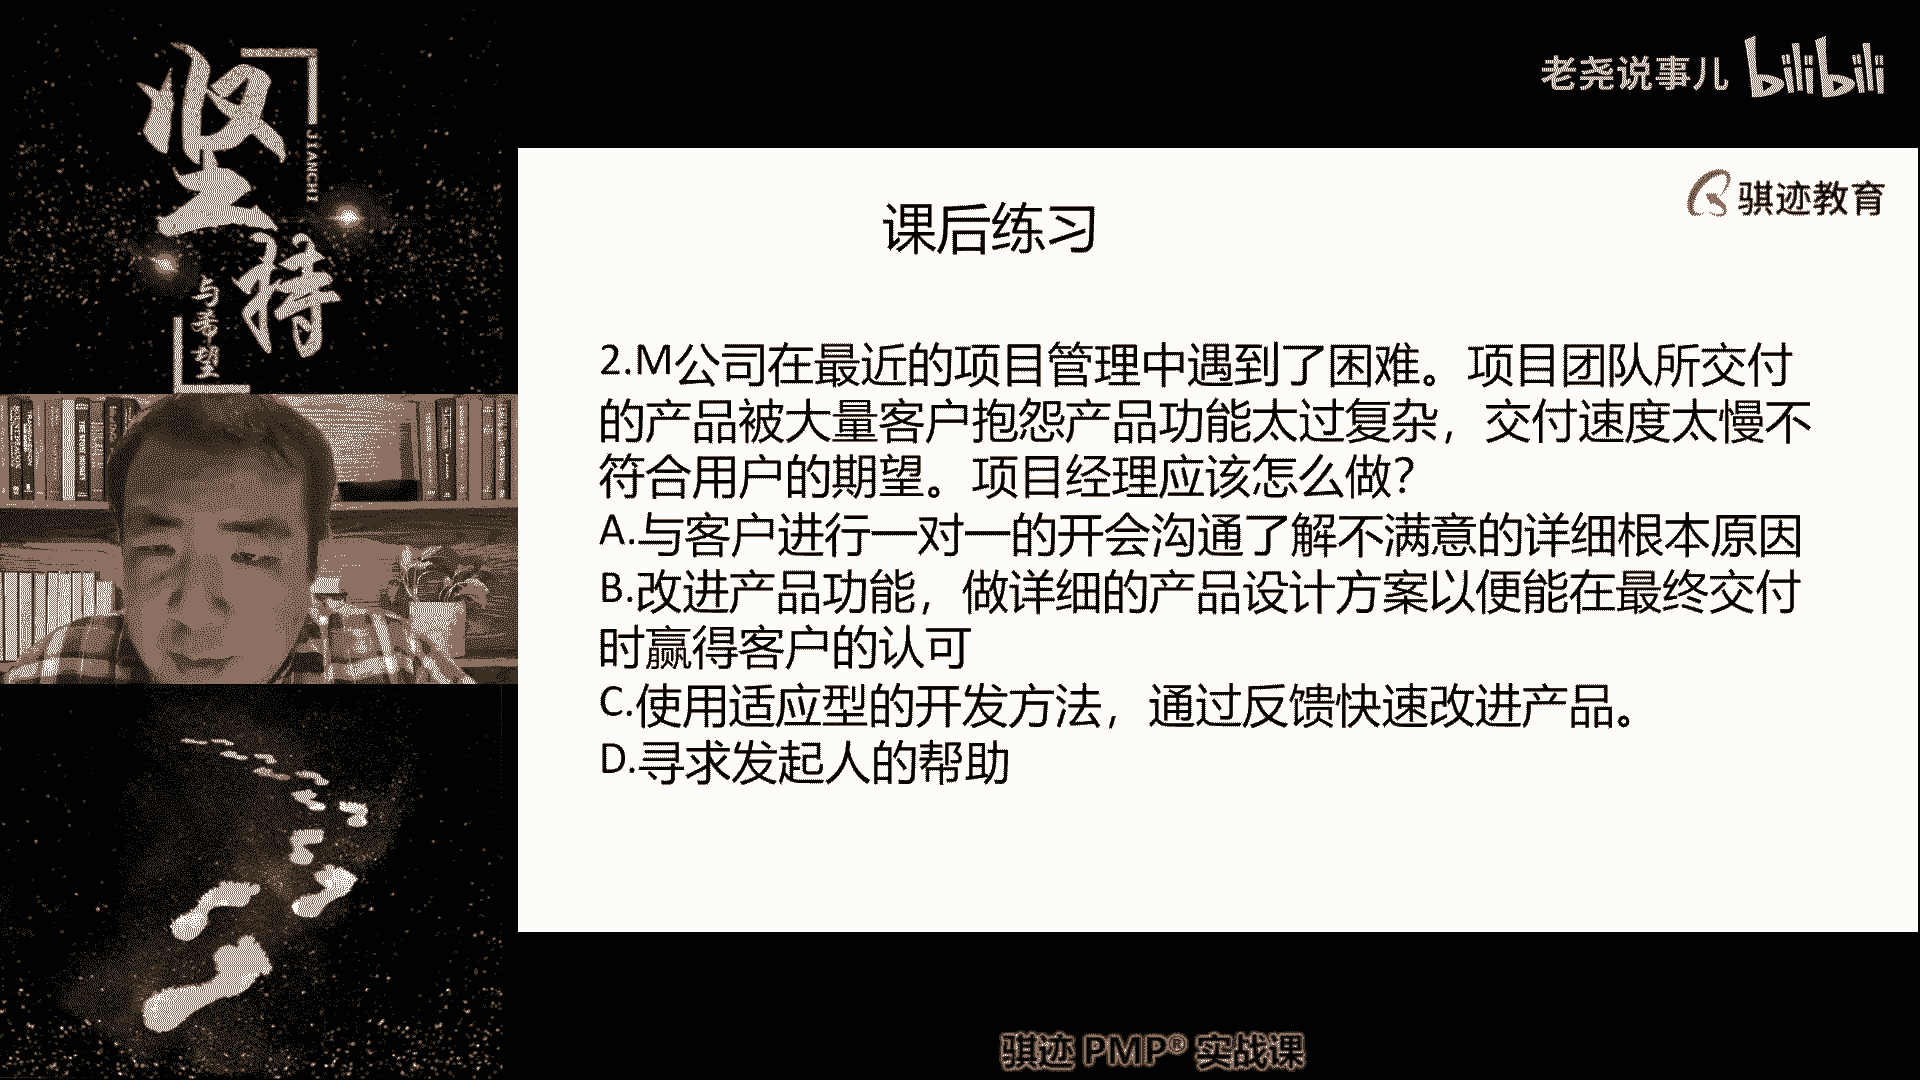 坚持
JIANCHI
与希望
老尧说事儿 bilibili
骐迹教育
课后练习
2.M公司在最近的项目管理中遇到了困难。项目团队所交付
的产品被大量客户抱怨产品功能太过复杂，交付速度太慢不
符合用户的期望。项目经理应该怎么做?
A.与客户进行一对一的开会沟通了解不满意的详细根本原因
B.改进产品功能，做详细的产品设计方案以便能在最终交付
时赢得客户的认可
C.使用适应型的开发方法，通过反馈快速改进产品。
D.寻求发起人的帮助
骐迹 PMP® 实战课